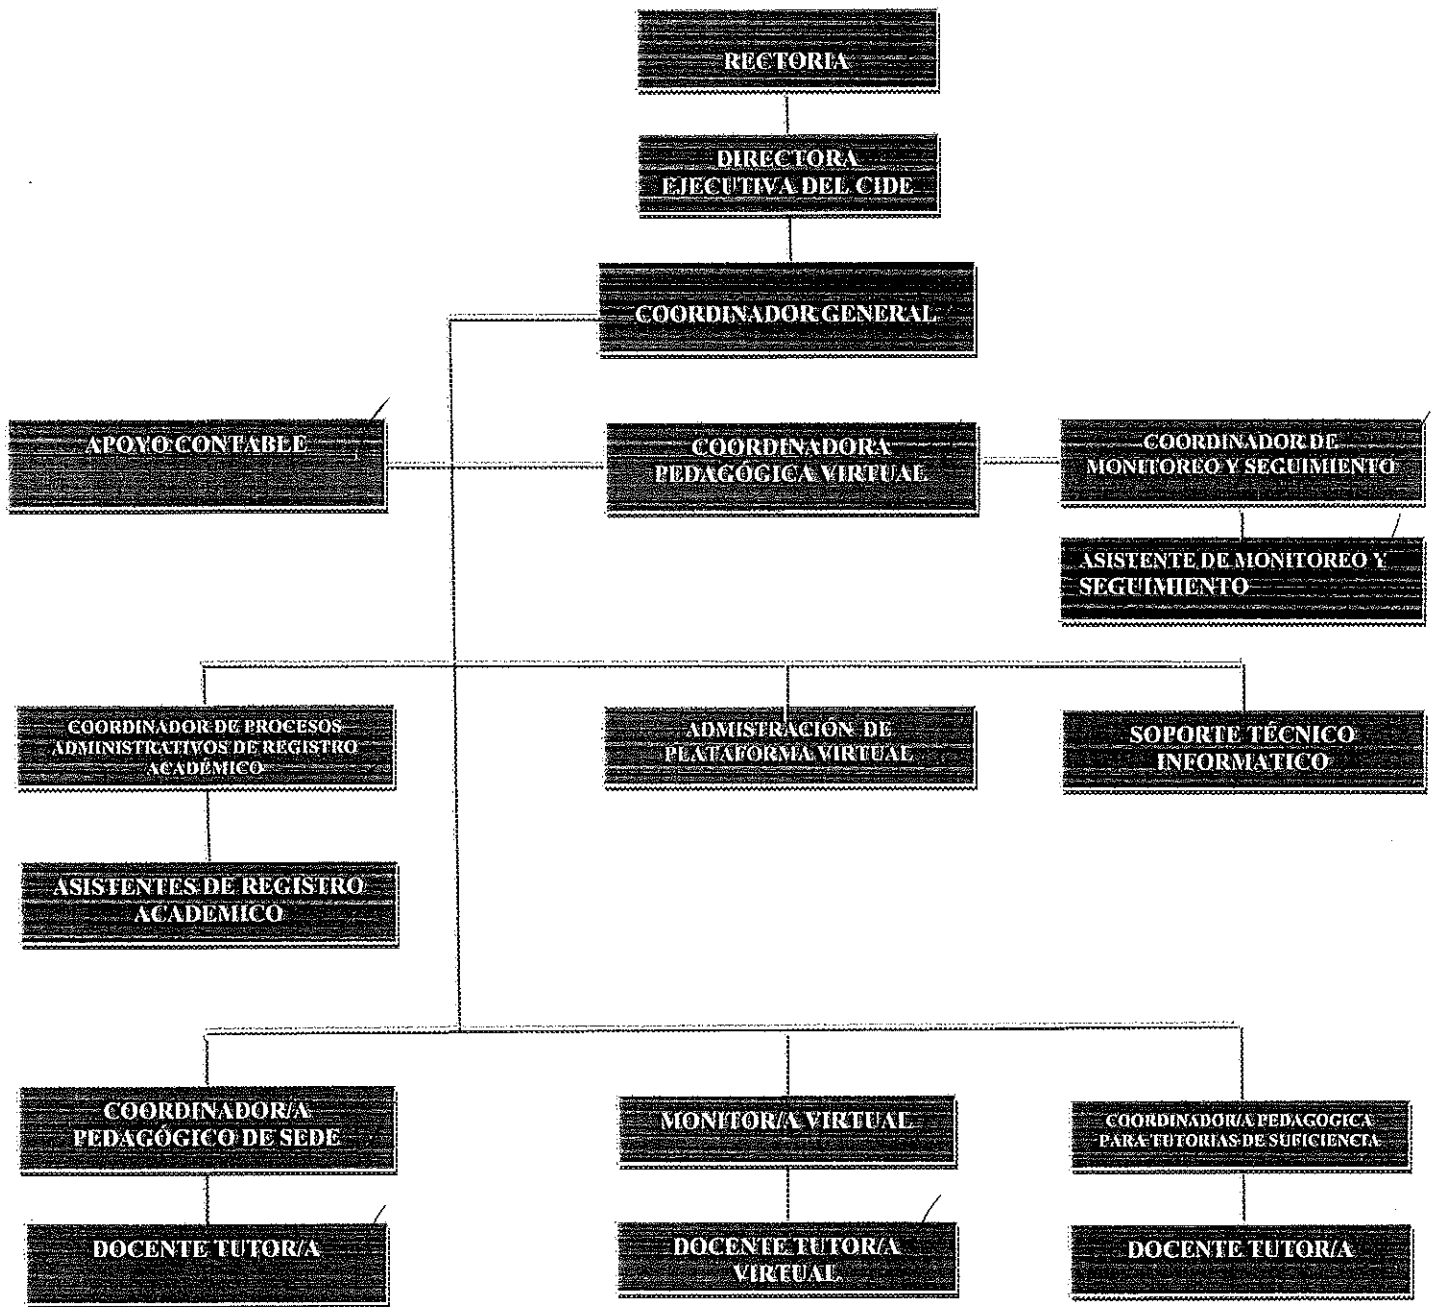 RECTORIA
DIRECTORA
EJECUTIVA DEL CIDE
COORDINADOR GENERAL
APOYO CONTABLE
COORDINADORA
PEDAGÓGICA VIRTUAL
COORDINADOR DE
MONITOREO Y SEGUIMIENTO
ASISTENTE DE MONITOREO Y
SEGUIMIENTO
COORDINADOR DE PROCESOS
ADMINISTRATIVOS DE REGISTRO
ACADÉMICO
ADMISTRACIÓN DE
PLATAFORMA VIRTUAL
SOPORTE TÉCNICO
INFORMATICO
ASISTENTES DE REGISTRO
ACADEMICO
COORDINADOR/A
PEDAGÓGICO DE SEDE
MONITOR/A VIRTUAL
COORDINADOR/A PEDAGOGICA
PARA TUTORIAS DE SUFICIENCIA
DOCENTE TUTOR/A
DOCENTE TUTOR/A
VIRTUAL
DOCENTE TUTOR/A